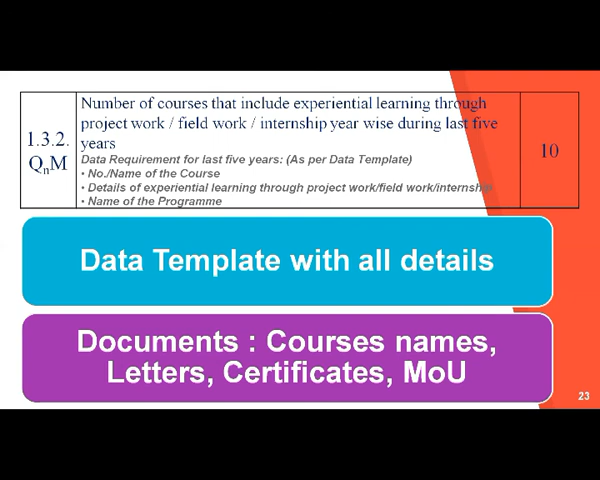 1.3.2.
QnM
Number of courses that include experiential learning through
project work / field work / internship year wise during last five
years
Data Requirement for last five years: (As per Data Template)
• No./Name of the Course
• Details of experiential learning through project work/field work/internship
• Name of the Programme
10
Data Template with all details
Documents : Courses names,
Letters, Certificates, MoU
23